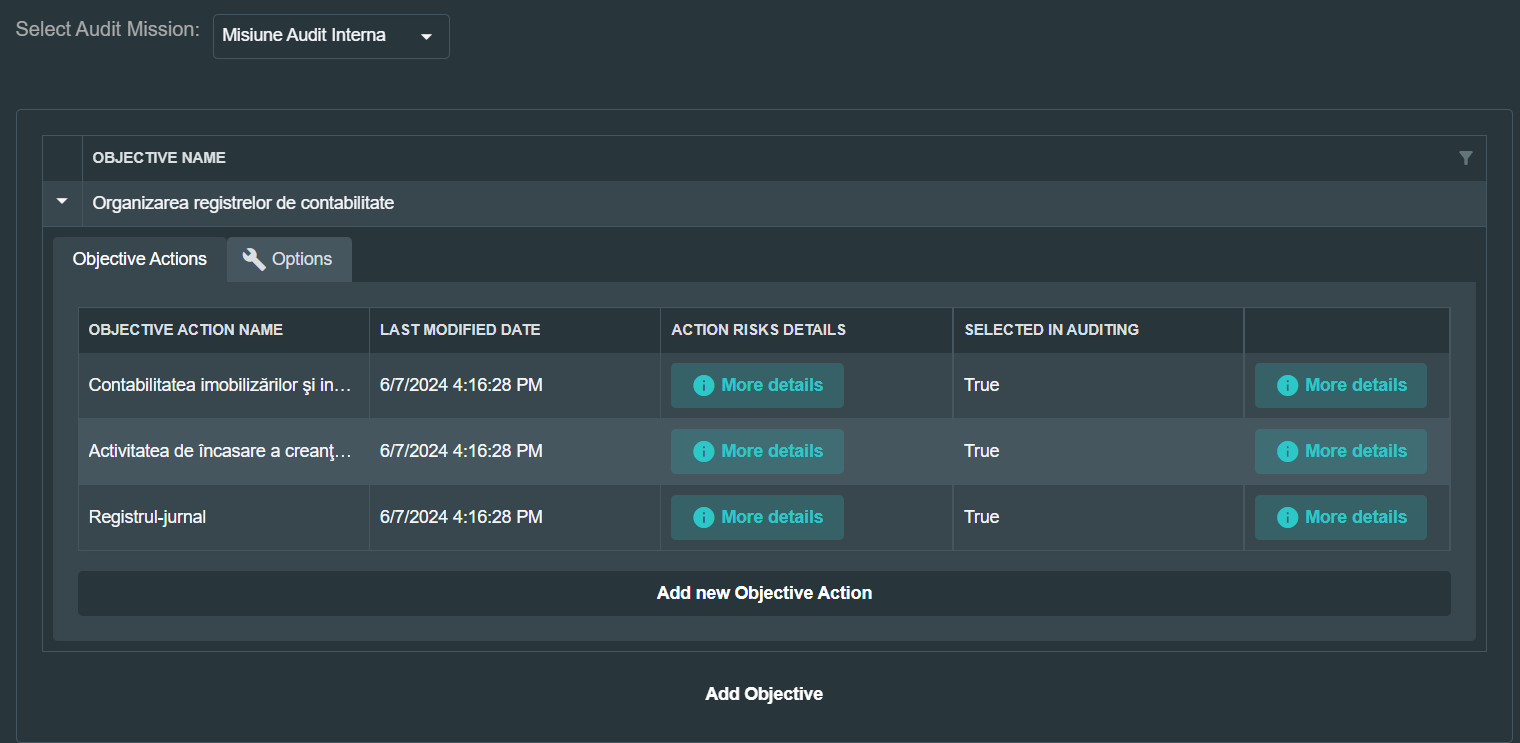 Select Audit Mission: Misiune Audit Interna
OBJECTIVE NAME
Organizarea registrelor de contabilitate
Objective Actions Options
OBJECTIVE ACTION NAME LAST MODIFIED DATE ACTION RISKS DETAILS SELECTED IN AUDITING
Contabilitatea imobilizărilor şi in... 6/7/2024 4:16:28 PM More details True More details
Activitatea de încasare a creanţ... 6/7/2024 4:16:28 PM More details True More details
Registrul-jurnal 6/7/2024 4:16:28 PM More details True More details
Add new Objective Action
Add Objective